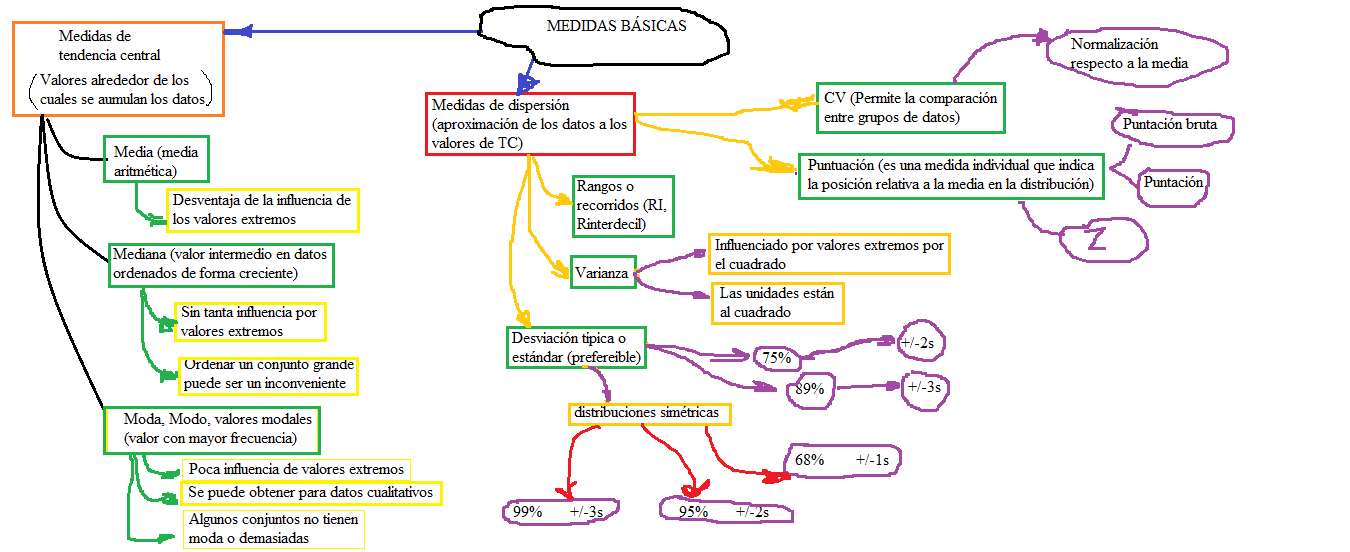 MEDIDAS BÁSICAS
Medidas de
tendencia central
(Valores alrededor de los
cuales se aumulan los datos)
Media (media
aritmética)
Desventaja de la influencia de
los valores extremos
Mediana (valor intermedio en datos
ordenados de forma creciente)
Sin tanta influencia por
valores extremos
Ordenar un conjunto grande
puede ser un inconveniente
Moda, Modo, valores modales
(valor con mayor frecuencia)
Poca influencia de valores extremos
Se puede obtener para datos cualitativos
Algunos conjuntos no tienen
moda o demasiadas
Medidas de dispersión
(aproximación de los datos a los
valores de TC)
Rangos o
recorridos (RI,
Rinterdecil)
Varianza
Influenciado por valores extremos por
el cuadrado
Las unidades están
al cuadrado
Desviación típica o
estándar (prefereible)
75%
+/-2s
89%
+/-3s
distribuciones simétricas
99% +/-3s
95% +/-2s
68% +/-1s
CV (Permite la comparación
entre grupos de datos)
Normalización
respecto a la media
Puntuación (es una medida individual que indica
la posición relativa a la media en la distribución)
Puntación bruta
Puntación
Z